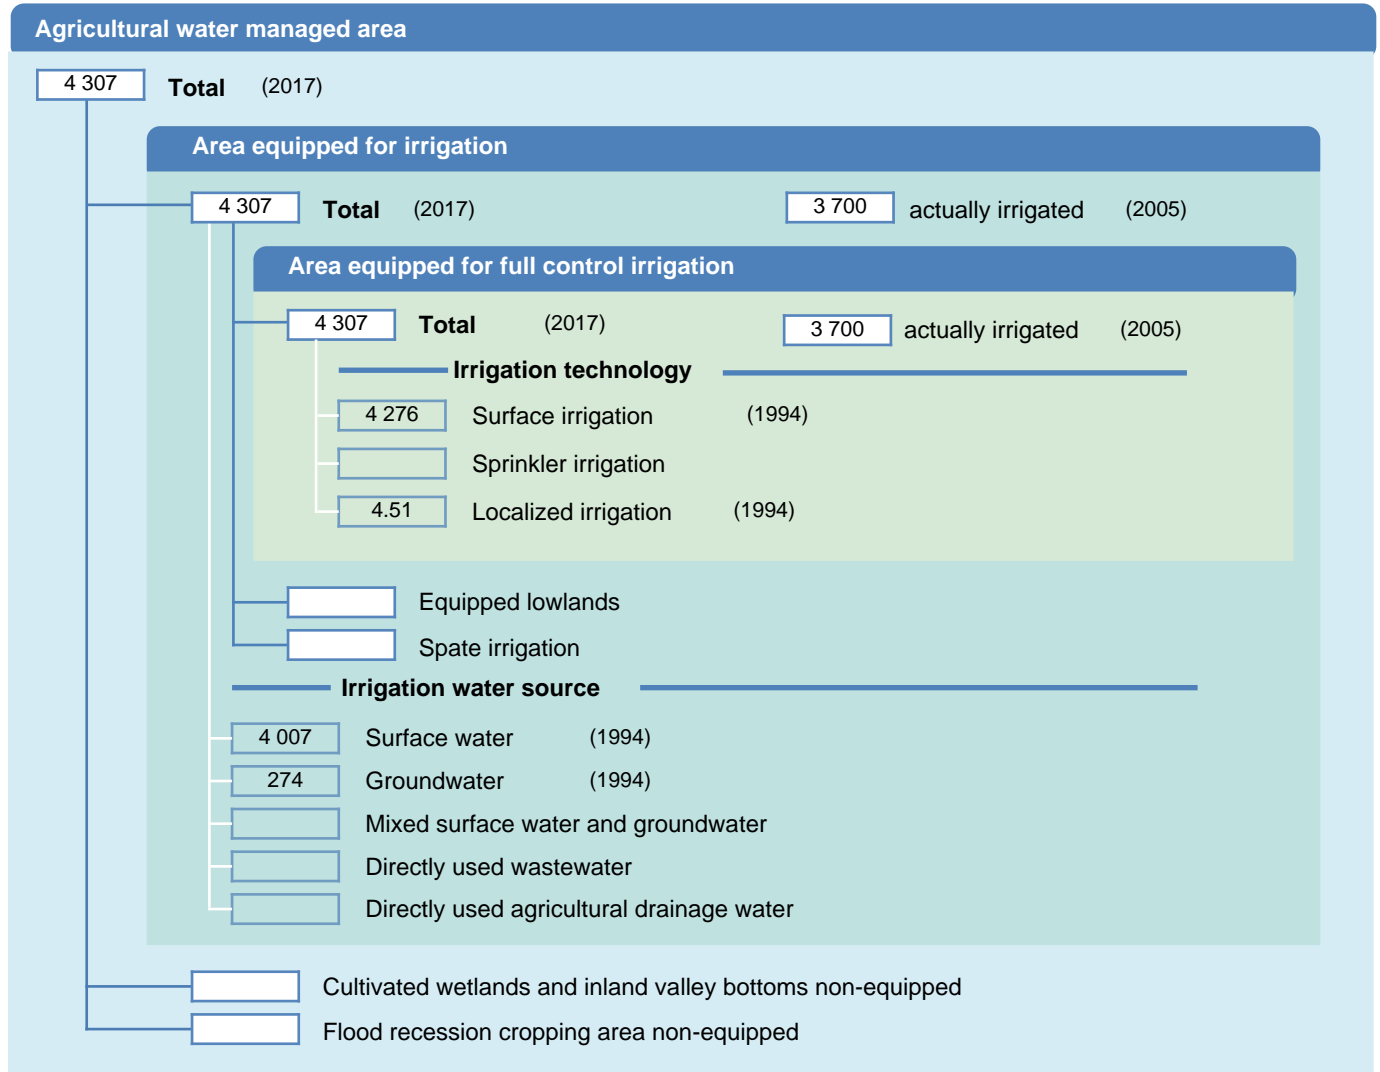 Agricultural water managed area
4 307 Total (2017)
Area equipped for irrigation
4 307 Total (2017) 3 700 actually irrigated (2005)
Area equipped for full control irrigation
4 307 Total (2017) 3 700 actually irrigated (2005)
Irrigation technology
4 276 Surface irrigation (1994)
Sprinkler irrigation
4.51 Localized irrigation (1994)
Equipped lowlands
Spate irrigation
Irrigation water source
4 007 Surface water (1994)
274 Groundwater (1994)
Mixed surface water and groundwater
Directly used wastewater
Directly used agricultural drainage water
Cultivated wetlands and inland valley bottoms non-equipped
Flood recession cropping area non-equipped